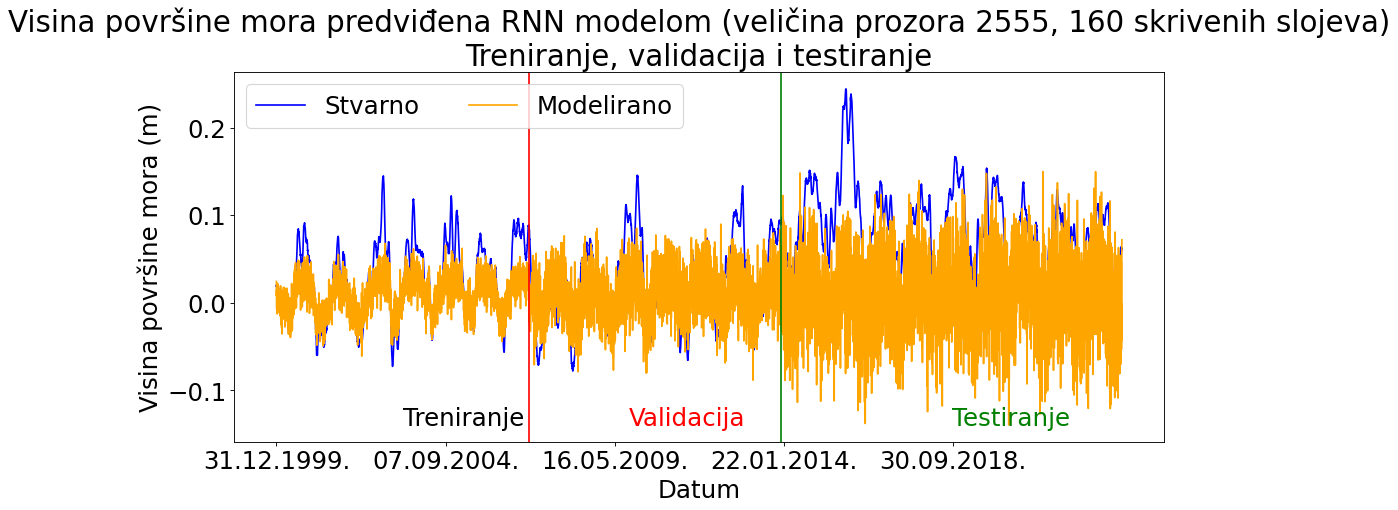 Visina površine mora predviđena RNN modelom (veličina prozora 2555, 160 skrivenih slojeva)
Treniranje, validacija i testiranje
Stvarno
Modelirano
Visina površine mora (m)
0.2
0.1
0.0
−0.1
Treniranje
Validacija
Testiranje
31.12.1999.
07.09.2004.
16.05.2009.
22.01.2014.
30.09.2018.
Datum